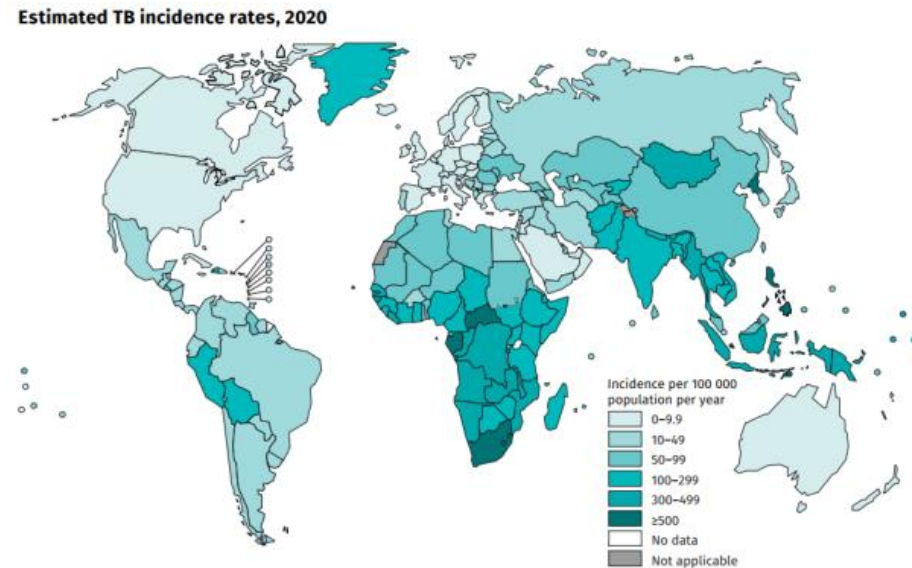 Estimated TB incidence rates, 2020
Incidence per 100 000
population per year
0–9.9
10–49
50–99
100–299
300–499
≥500
No data
Not applicable